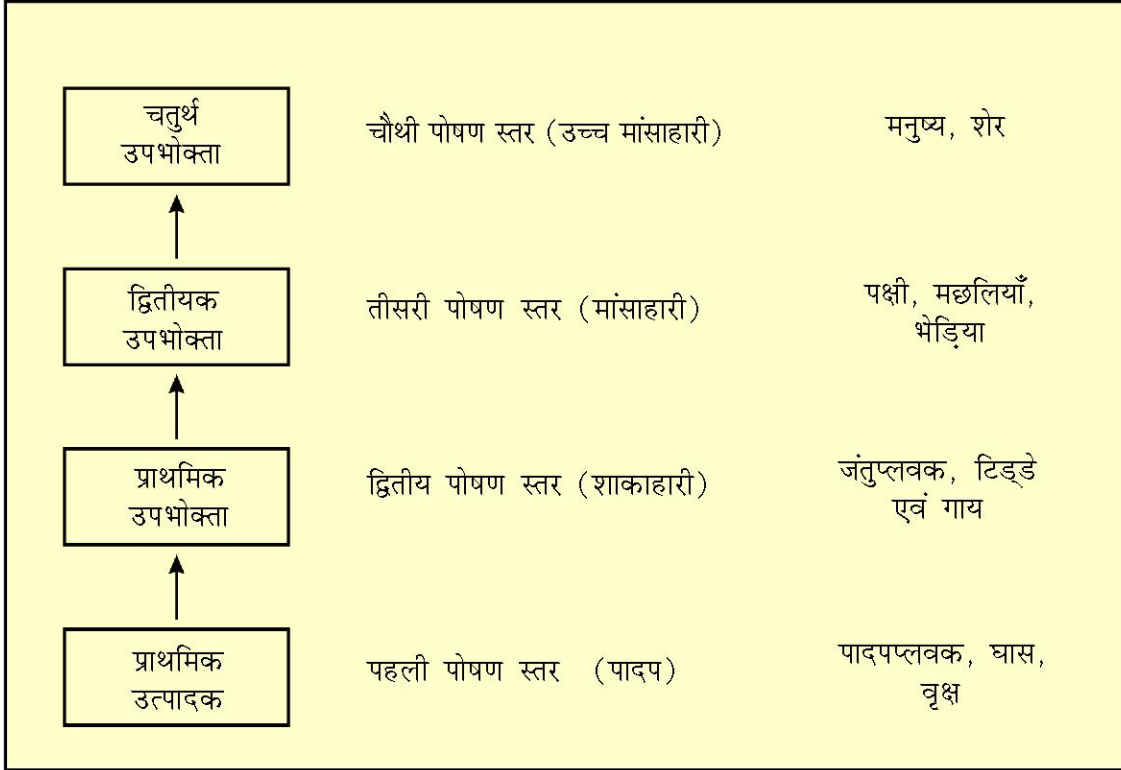 चतुर्थ
उपभोक्ता
चौथी पोषण स्तर (उच्च मांसाहारी)
मनुष्य, शेर
द्वितीयक
उपभोक्ता
तीसरी पोषण स्तर (मांसाहारी)
पक्षी, मछलियाँ,
भेड़िया
प्राथमिक
उपभोक्ता
द्वितीय पोषण स्तर (शाकाहारी)
जंतुप्लवक, टिड्डे
एवं गाय
प्राथमिक
उत्पादक
पहली पोषण स्तर (पादप)
पादपप्लवक, घास,
वृक्ष